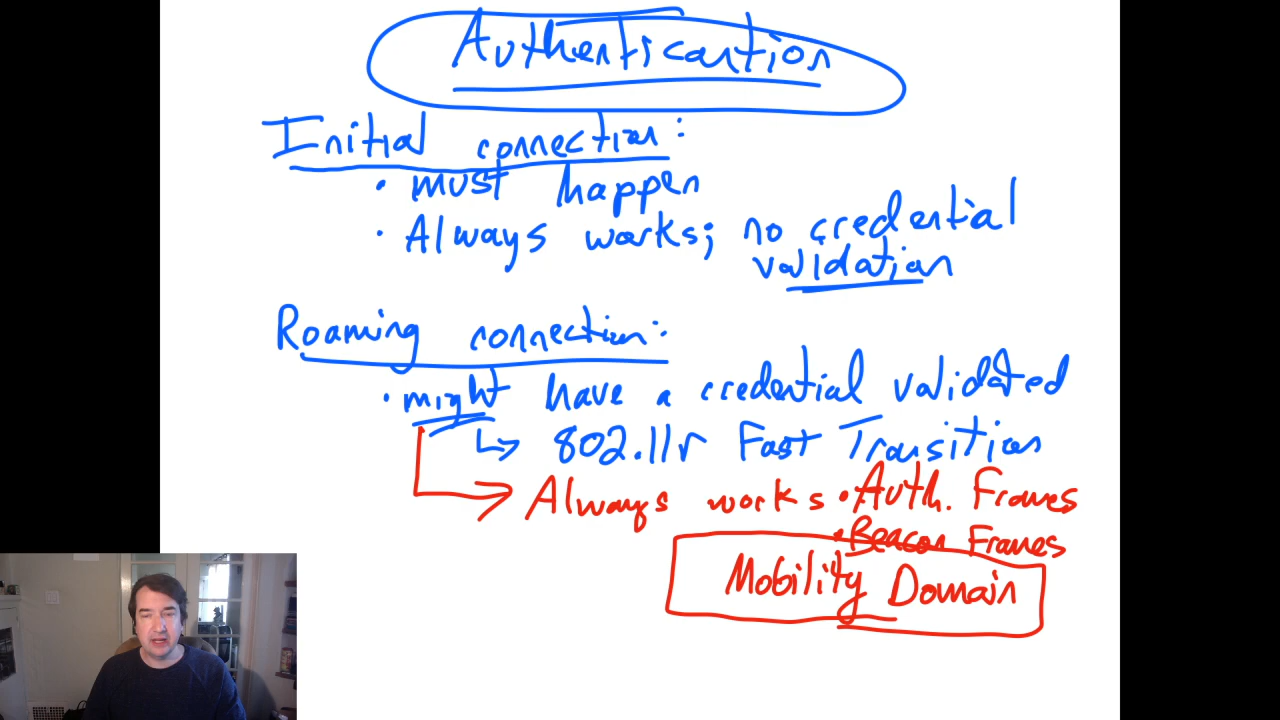 Authenticartion
Initial connection:
• must happen
• Always works; no credential
validation
Roaming connection:
• might have a credential validated
↳ 802.11r Fast Transition
→ Always works • Auth. Frames
• Beacon Frames
Mobility Domain